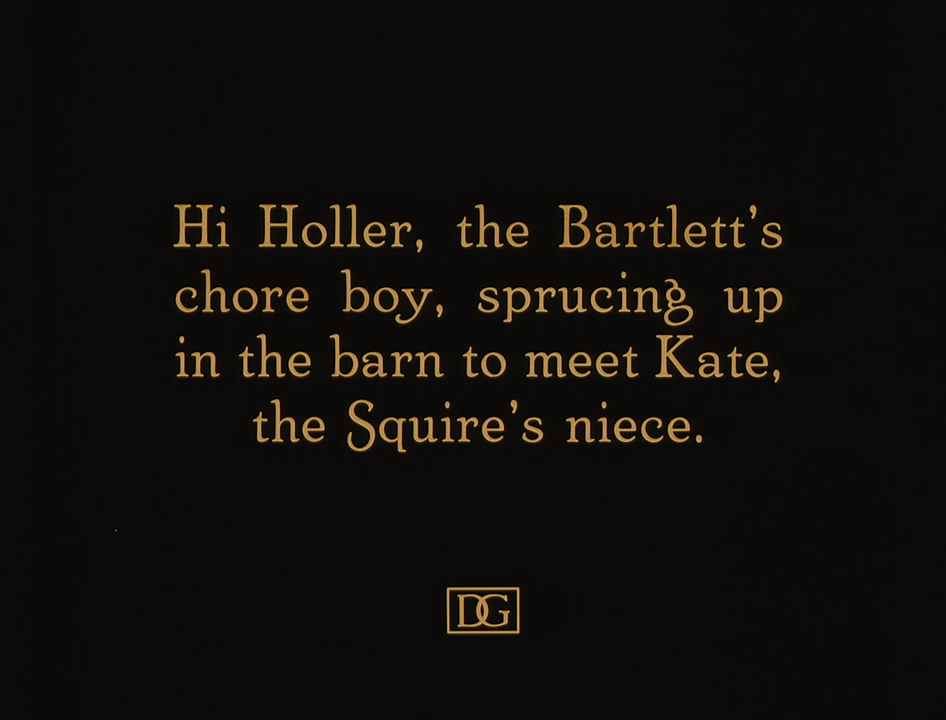 Hi Holler, the Bartlett's
chore boy, sprucing up
in the barn to meet Kate,
the Squire's niece.
DG